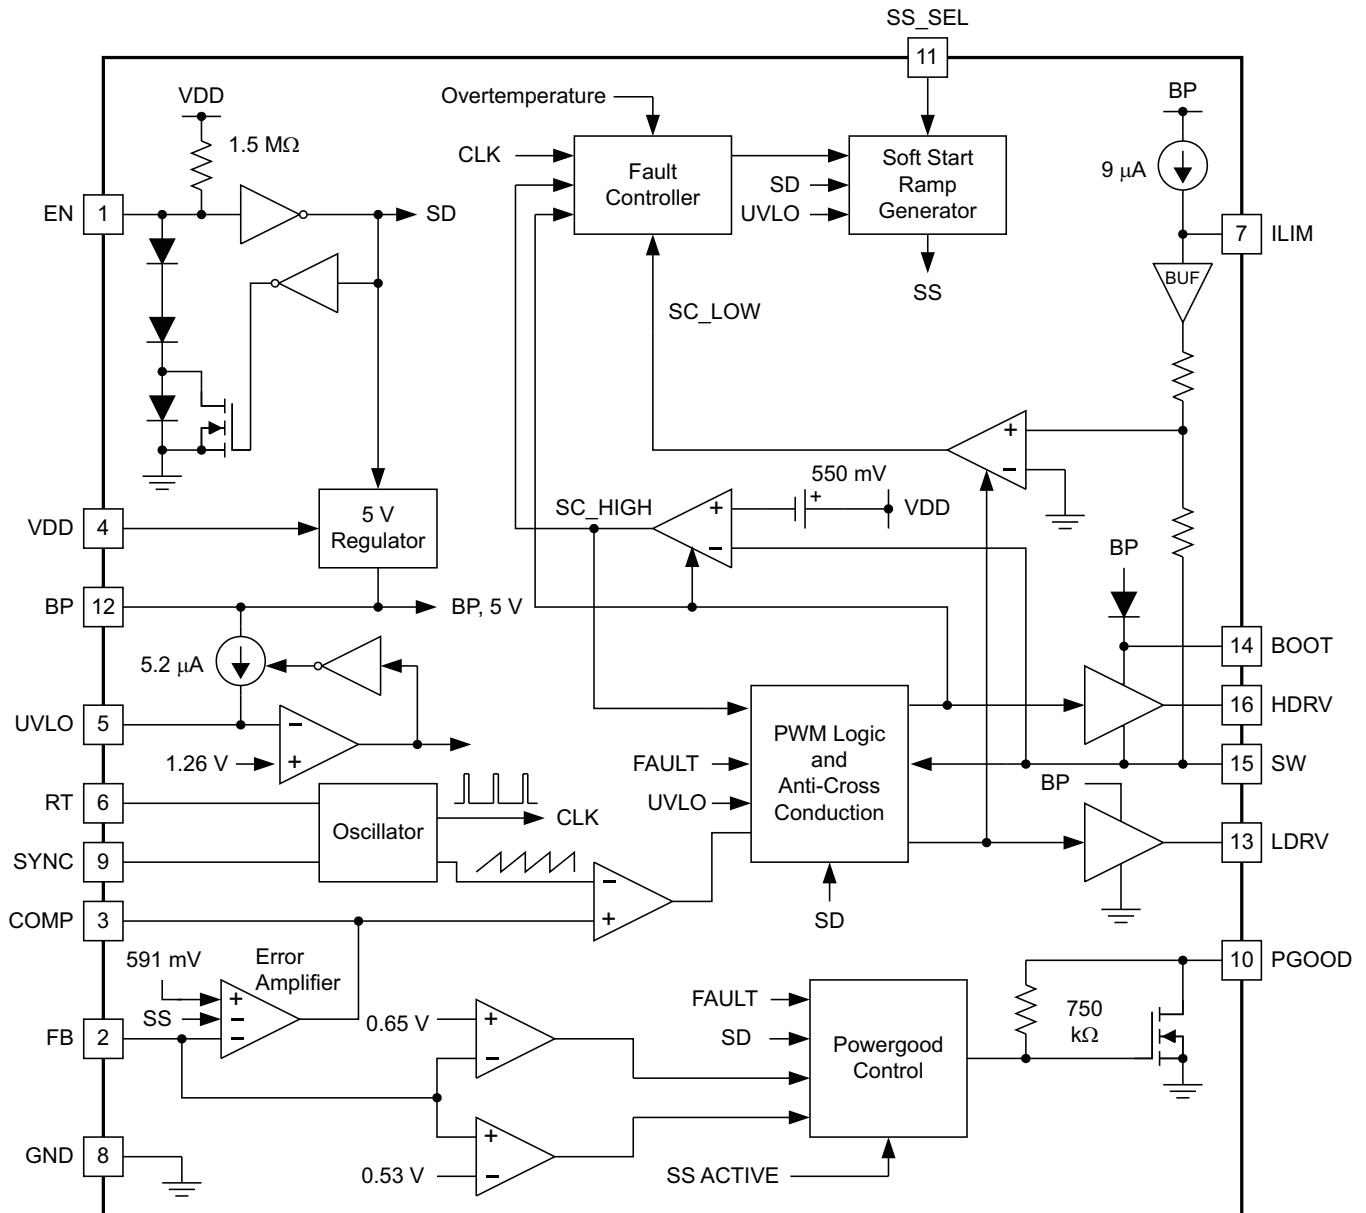 SS_SEL
11
VDD
1.5 MΩ
Overtemperature
CLK
Fault
Controller
SD
UVLO
Soft Start
Ramp
Generator
SS
BP
9 μA
7
ILIM
BUF
EN
1
SD
SC_LOW
+
−
550 mV
+
VDD
SC_HIGH
+
−
VDD
4
5 V
Regulator
BP
12
BP, 5 V
5.2 μA
UVLO
5
−
+
1.26 V
BP
14
BOOT
16
HDRV
15
SW
PWM Logic
and
Anti-Cross
Conduction
FAULT
UVLO
SD
BP
13
LDRV
RT
6
SYNC
9
Oscillator
CLK
−
+
COMP
3
591 mV
Error
Amplifier
+
SS
−
−
FB
2
0.65 V
+
−
+
−
0.53 V
FAULT
SD
Powergood
Control
SS ACTIVE
10
PGOOD
750
kΩ
GND
8